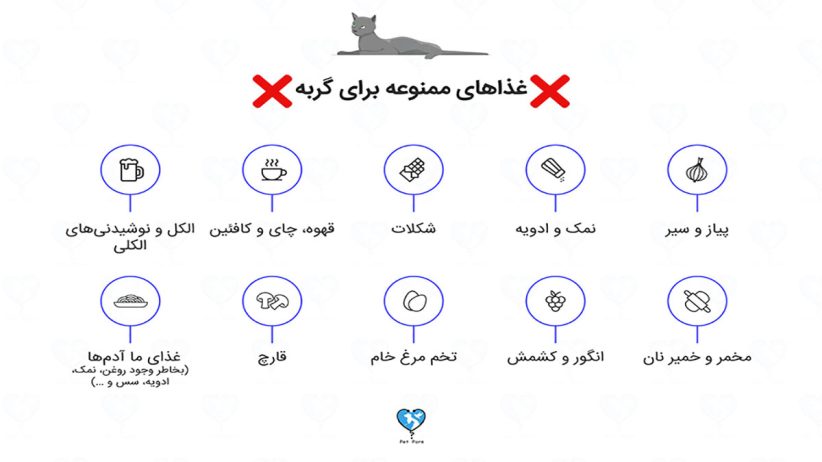 غذاهای ممنوعه برای گربه
پیاز و سیر
نمک و ادویه
شکلات
قهوه، چای و کافئین
الکل و نوشیدنی‌های
الکلی
مخمر و خمیر نان
انگور و کشمش
تخم مرغ خام
قارچ
غذای ما آدم‌ها
(بخاطر وجود روغن، نمک،
ادویه، سس و ...)
Pet Pors